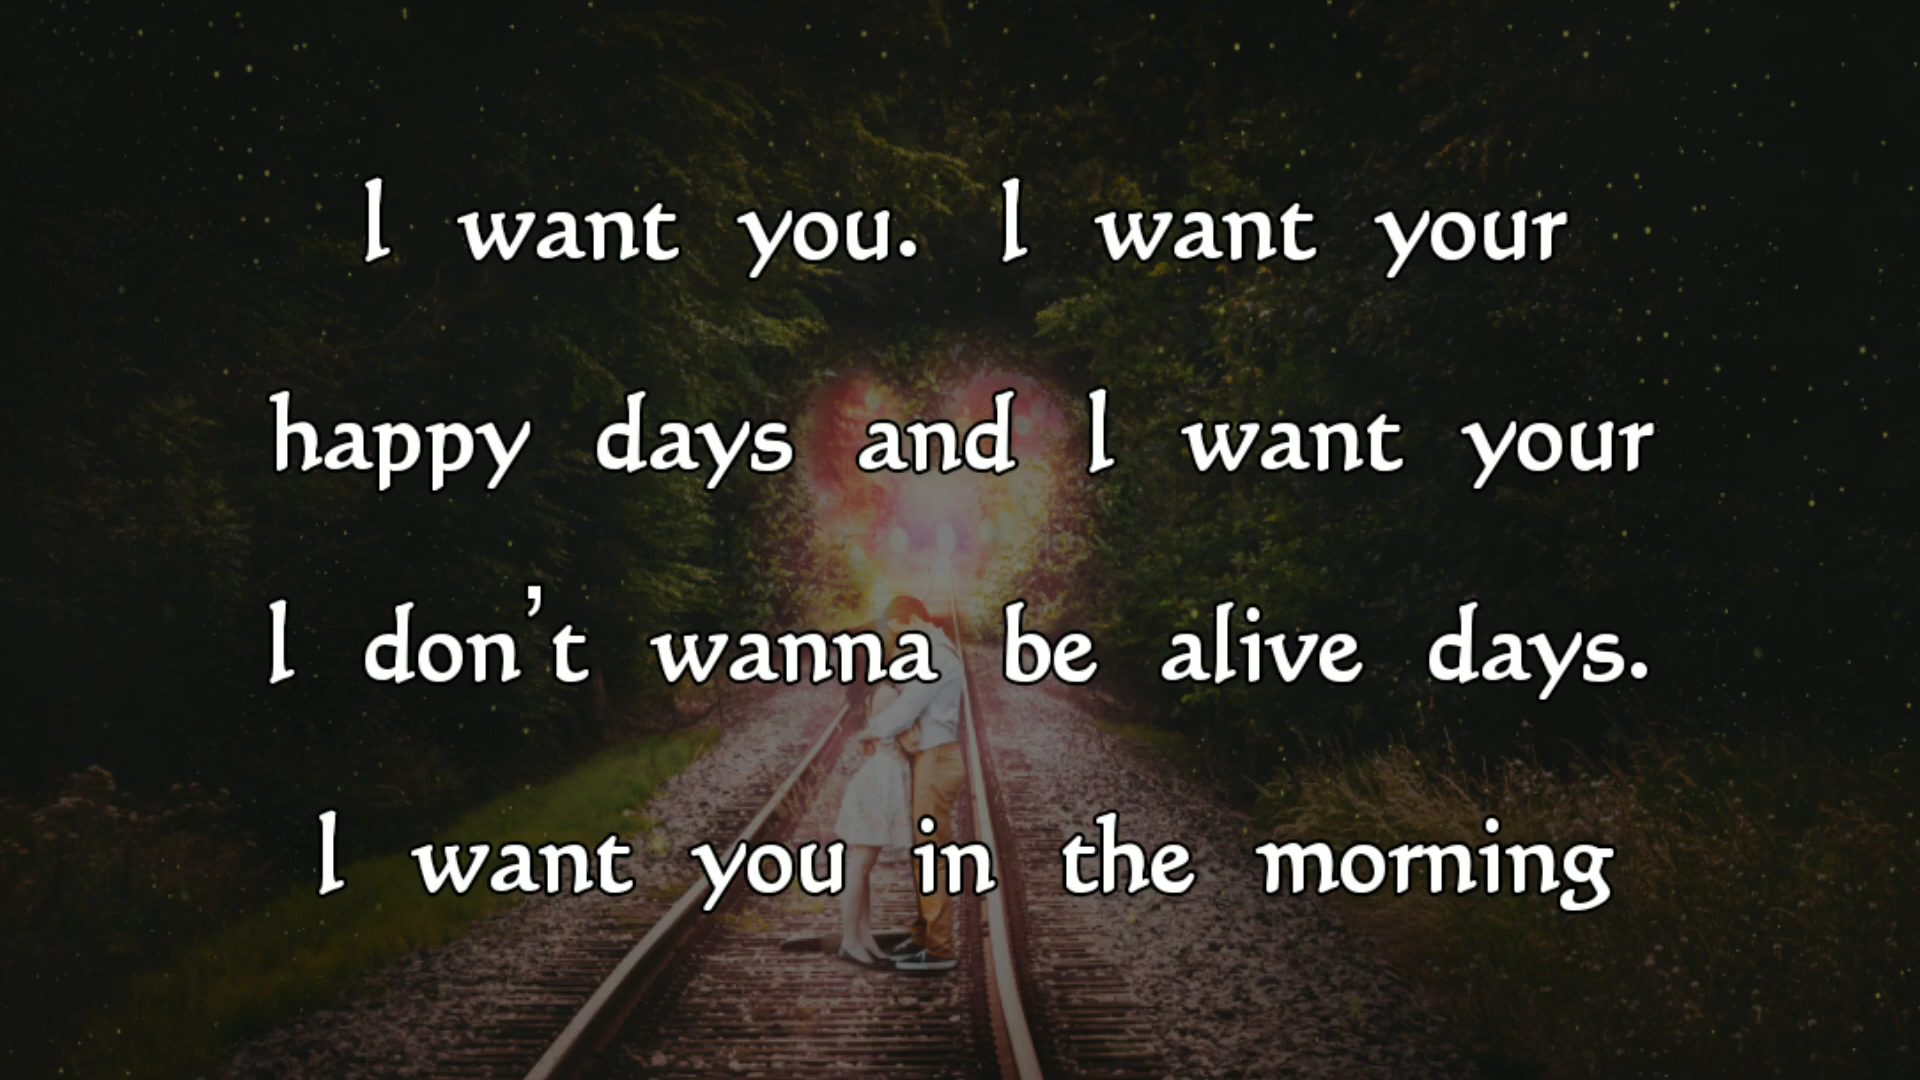 I want you. I want your
happy days and I want your
I don't wanna be alive days.
I want you in the morning